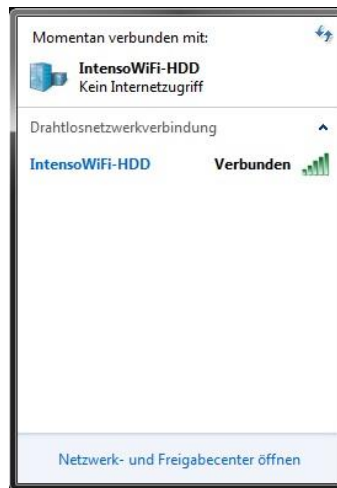 Momentan verbunden mit:
IntensoWiFi-HDD
Kein Internetzugriff
Drahtlosnetzwerkverbindung
IntensoWiFi-HDD Verbunden
Netzwerk- und Freigabecenter öffnen